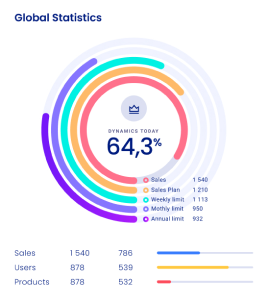 Global Statistics
DYNAMICS TODAY
64,3%
Sales 1 540
Sales Plan 1 210
Weekly limit 1 113
Mothly limit 950
Annual limit 932
Sales 1 540 786
Users 878 539
Products 878 532